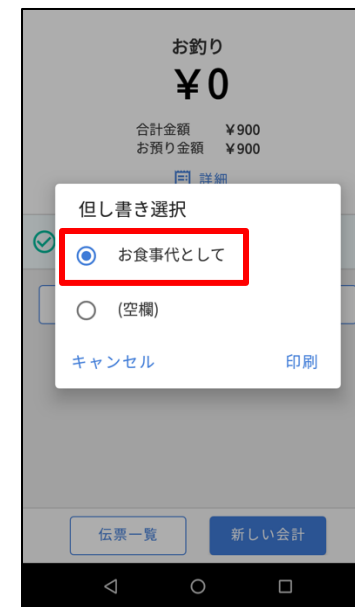 お釣り
¥0
合計金額 ¥900
お預り金額 ¥900
詳細
但し書き選択
お食事代として
(空欄)
キャンセル 印刷
伝票一覧 新しい会計